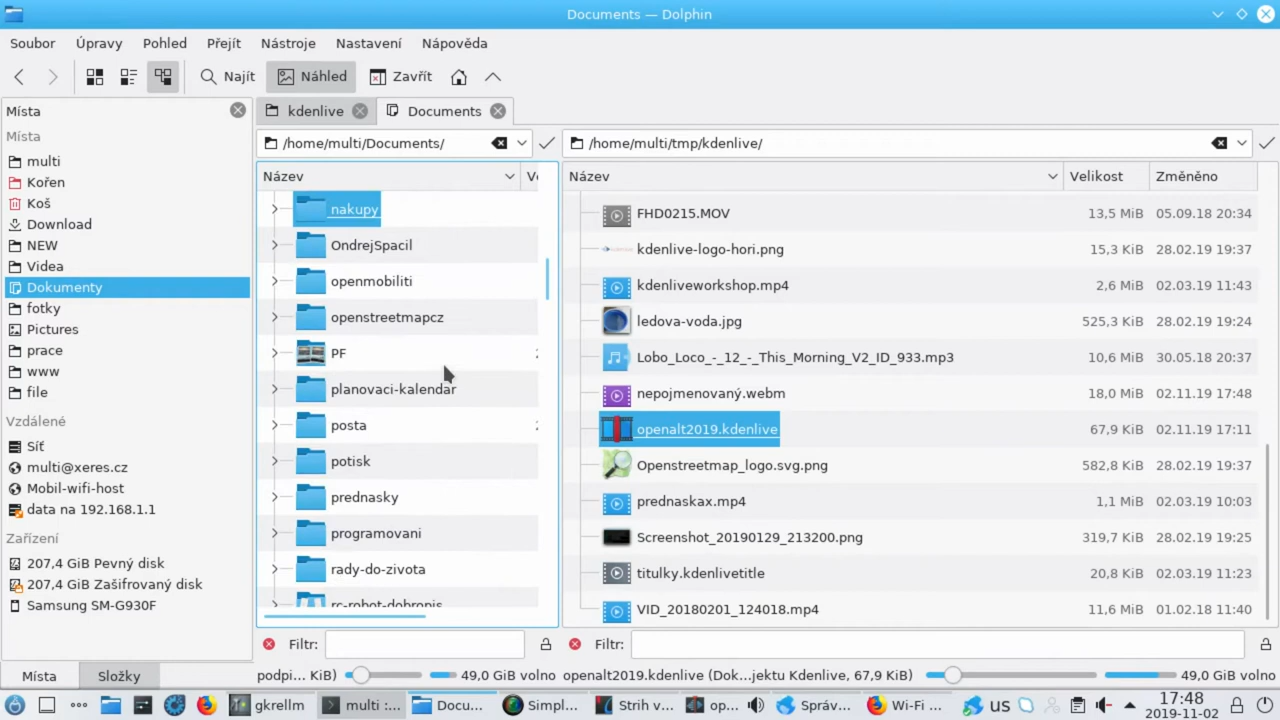 Documents — Dolphin
Soubor Úpravy Pohled Přejít Nástroje Nastavení Nápověda
Najít Náhled Zavřít
Místa
kdenlive Documents
/home/multi/Documents/
/home/multi/tmp/kdenlive/
Místa
multi
Kořen
Koš
Download
NEW
Videa
Dokumenty
fotky
Pictures
prace
www
file
Vzdálené
Síť
multi@xeres.cz
Mobil-wifi-host
data na 192.168.1.1
Zařízení
207,4 GiB Pevný disk
207,4 GiB Zašifrovaný disk
Samsung SM-G930F
Místa Složky
Název
nakupy
OndrejSpacil
openmobiliti
openstreetmapcz
PF
planovaci-kalendar
posta
potisk
prednasky
programovani
rady-do-zivota
rc-robot-dobropis
Filtr:
podpi... KiB) 49,0 GiB volno
Název Velikost Změněno
FHD0215.MOV 13,5 MiB 05.09.18 20:34
kdenlive-logo-hori.png 15,3 KiB 28.02.19 19:37
kdenliveworkshop.mp4 2,6 MiB 02.03.19 11:43
ledova-voda.jpg 525,3 KiB 28.02.19 19:24
Lobo_Loco_-_12_-_This_Morning_V2_ID_933.mp3 10,6 MiB 30.05.18 20:37
nepojmenovaný.webm 18,0 MiB 02.11.19 17:48
openalt2019.kdenlive 67,9 KiB 02.11.19 17:11
Openstreetmap_logo.svg.png 582,8 KiB 28.02.19 19:37
prednaskax.mp4 1,1 MiB 02.03.19 10:03
Screenshot_20190129_213200.png 319,7 KiB 28.02.19 19:25
titulky.kdenlivetitle 20,8 KiB 02.03.19 11:23
VID_20180201_124018.mp4 11,6 MiB 01.02.18 11:40
Filtr:
openalt2019.kdenlive (Dok...jektu Kdenlive, 67,9 KiB) 49,0 GiB volno
gkrellm multi :... Docu... Simpl... Strih v... op... Správ... Wi-Fi ... us 17:48
2019-11-02